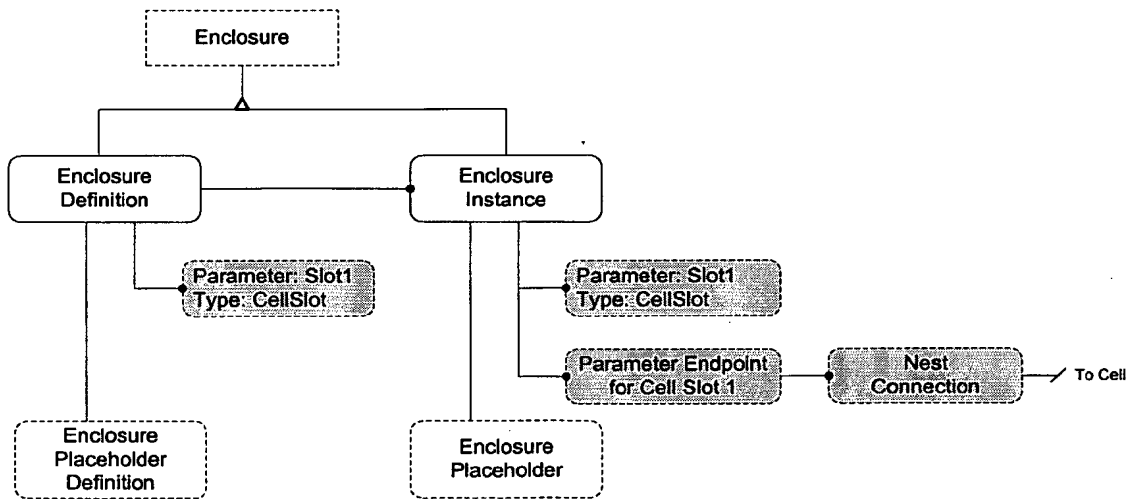 Enclosure
Enclosure
Definition
Enclosure
Instance
Parameter: Slot1
Type: CellSlot
Parameter: Slot1
Type: CellSlot
Parameter Endpoint
for Cell Slot 1
Nest
Connection
To Cell
Enclosure
Placeholder
Definition
Enclosure
Placeholder